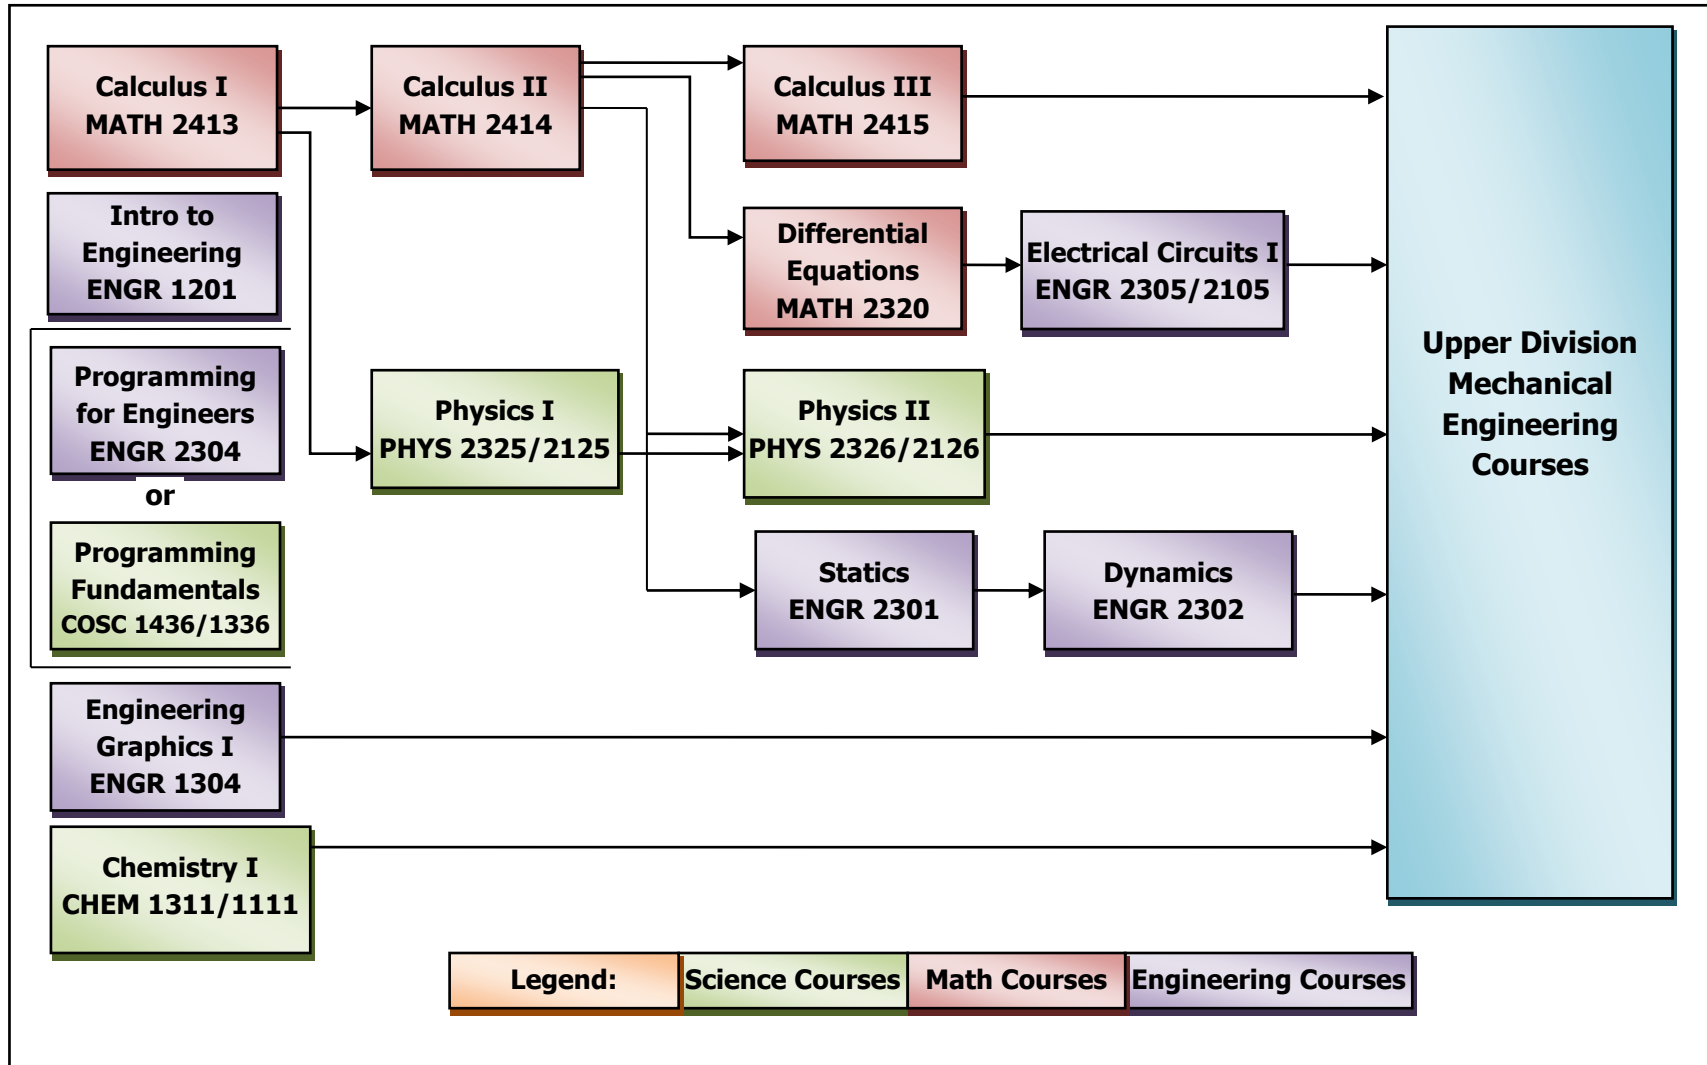 Calculus I
MATH 2413
Calculus II
MATH 2414
Calculus III
MATH 2415
Intro to
Engineering
ENGR 1201
Differential
Equations
MATH 2320
Electrical Circuits I
ENGR 2305/2105
Programming
for Engineers
ENGR 2304
or
Programming
Fundamentals
COSC 1436/1336
Physics I
PHYS 2325/2125
Physics II
PHYS 2326/2126
Statics
ENGR 2301
Dynamics
ENGR 2302
Upper Division
Mechanical
Engineering
Courses
Engineering
Graphics I
ENGR 1304
Chemistry I
CHEM 1311/1111
Legend:
Science Courses
Math Courses
Engineering Courses